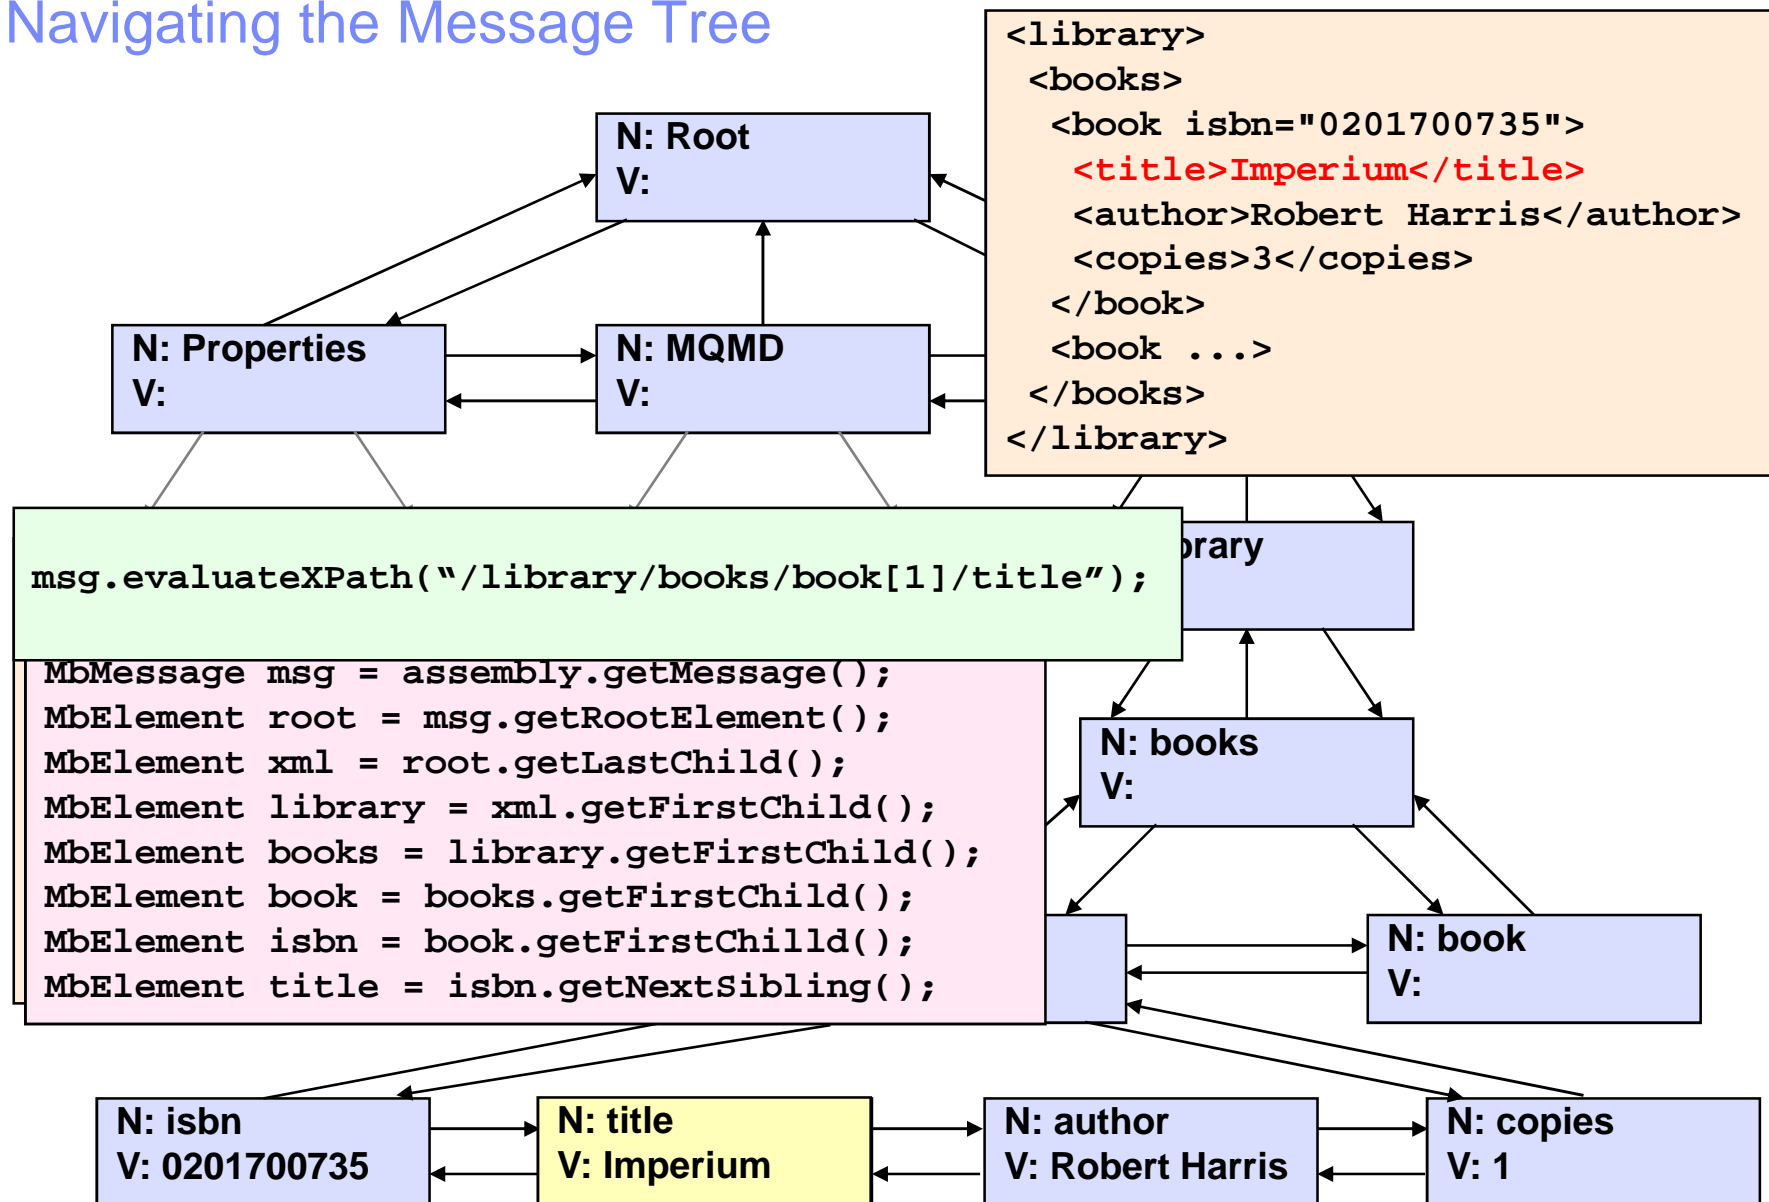 Navigating the Message Tree
<library>
<books>
<book isbn="0201700735">
<title>Imperium</title>
<author>Robert Harris</author>
<copies>3</copies>
</book>
<book ...>
</books>
</library>
N: Root
V:
N: Properties
V:
N: MQMD
V:
msg.evaluateXPath(“/library/books/book[1]/title”);
MbMessage msg = assembly.getMessage();
MbElement root = msg.getRootElement();
MbElement xml = root.getLastChild();
MbElement library = xml.getFirstChild();
MbElement books = library.getFirstChild();
MbElement book = books.getFirstChild();
MbElement isbn = book.getFirstChilld();
MbElement title = isbn.getNextSibling();
N: books
V:
N: book
V:
N: isbn
V: 0201700735
N: title
V: Imperium
N: author
V: Robert Harris
N: copies
V: 1